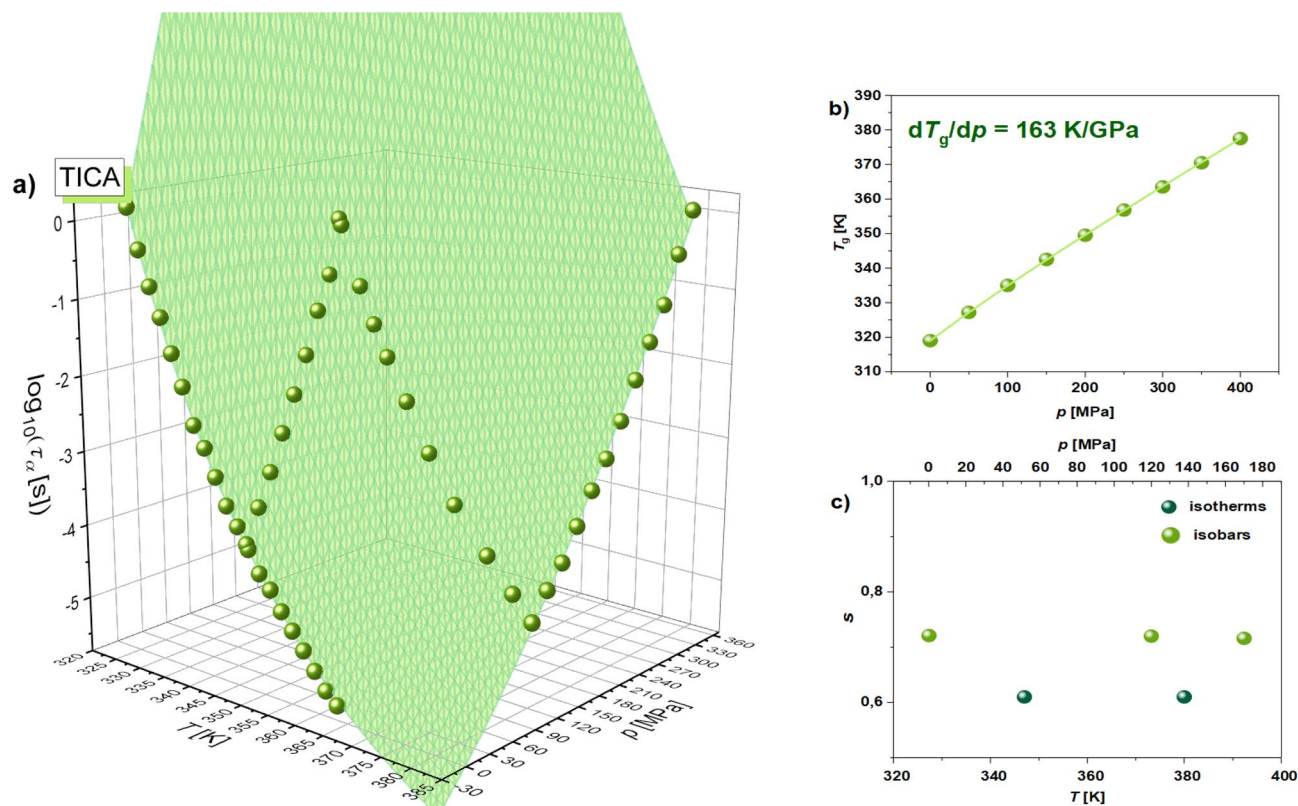 a)
TICA
0
-1
-2
-3
-4
-5
log10(τα[s])
320
325
330
335
340
345
350
355
360
365
370
375
380
385
T[K]
-30
0
30
60
90
120
150
180
210
240
270
300
330
360
p [MPa]
b)
dTg/dp = 163 K/GPa
390
380
370
360
350
340
330
320
310
Tg [K]
0 100 200 300 400
p [MPa]
p [MPa]
0 20 40 60 80 100 120 140 160 180
c)
1,0
0,8
0,6
s
isotherms
isobars
320 340 360 380 400
T [K]